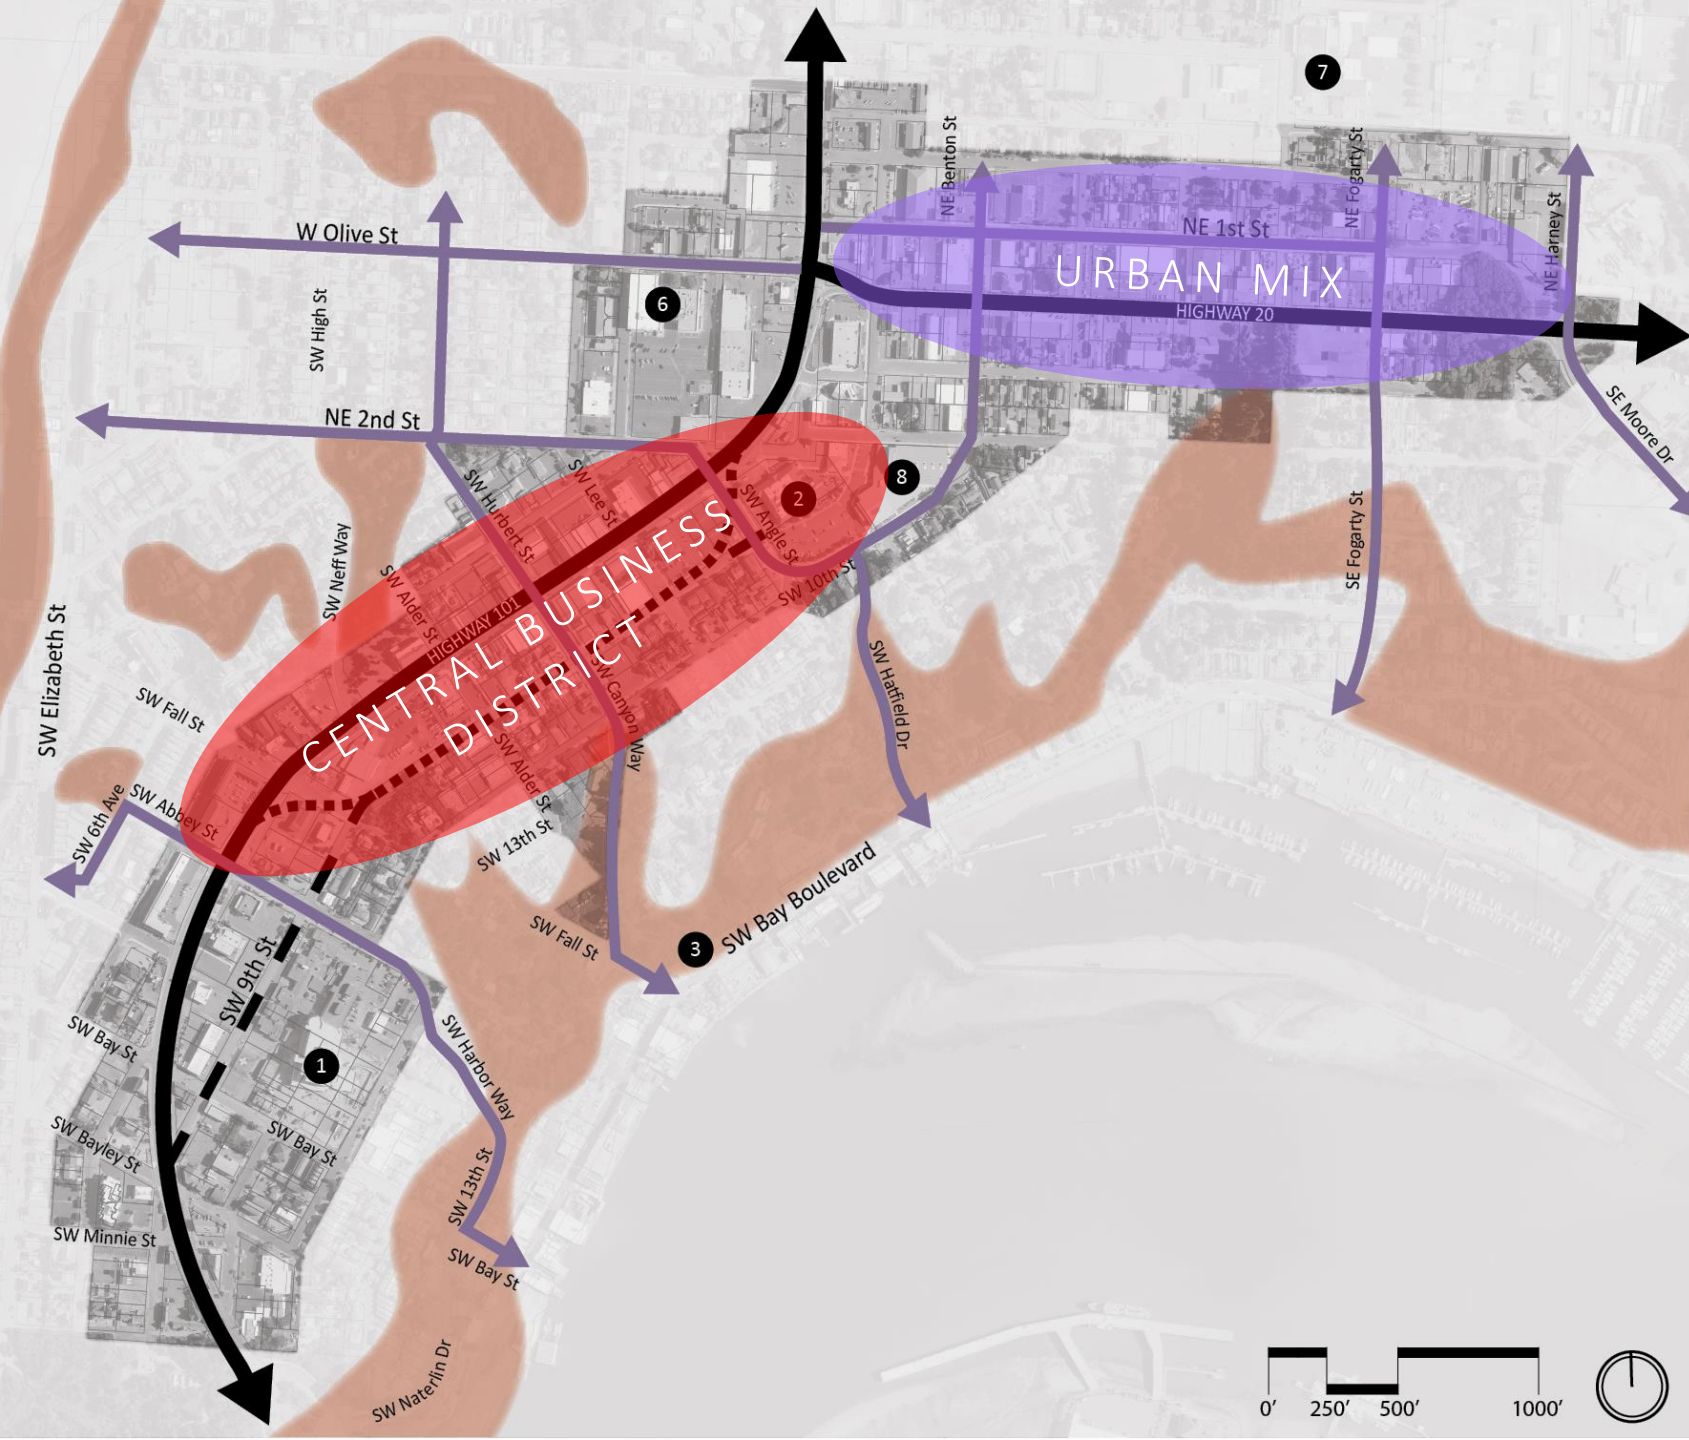 7
NE Benton St
NE Fogarty St
NE Harney St
W Olive St
NE 1st St
URBAN MIX
HIGHWAY 20
6
SW High St
NE 2nd St
SE Moore Dr
SW Hurbert St
SW Lee St
SW Angle St
2
8
SE Fogarty St
SW Neff Way
SW Alder St
HIGHWAY 101
CENTRAL BUSINESS
DISTRICT
SW 10th St
SW Elizabeth St
SW Fall St
SW Canyon Way
SW Hatfield Dr
SW Alder St
SW 6th Ave
SW Abbey St
SW 13th St
SW Bay Boulevard
SW Fall St
3
SW 9th St
SW Bay St
1
SW Harbor Way
SW Bayley St
SW Bay St
SW 13th St
SW Minnie St
SW Bay St
SW Naterlin Dr
0' 250' 500' 1000'